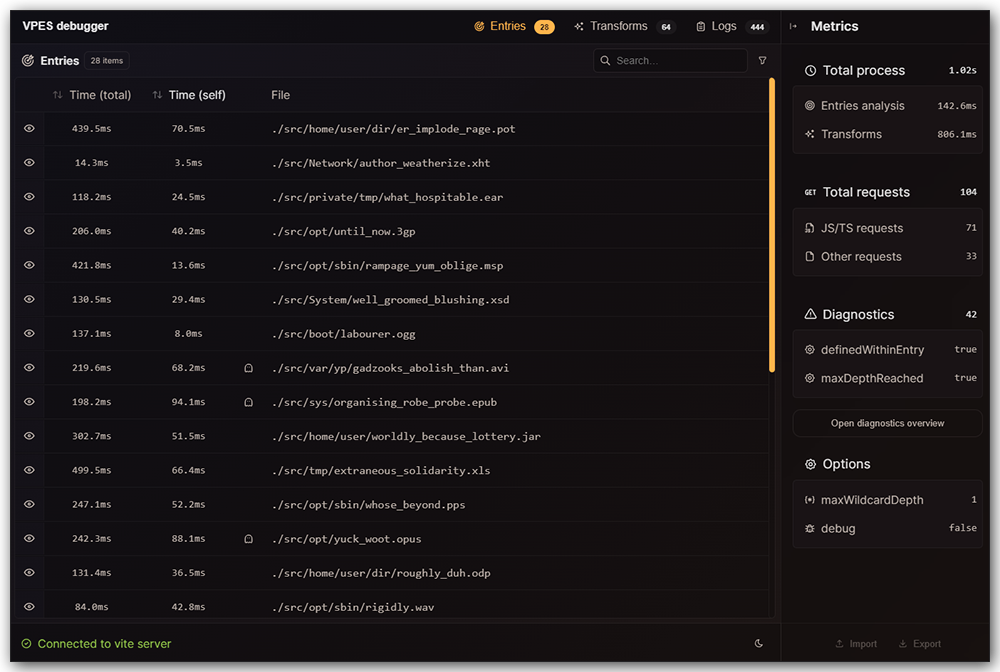 VPES debugger
Entries 28
Transforms 64
Logs 444
Metrics
Entries 28 items
Search...
Time (total) Time (self) File
439.5ms 70.5ms ./src/home/user/dir/er_implode_rage.pot
14.3ms 3.5ms ./src/Network/author_weatherize.xht
118.2ms 24.5ms ./src/private/tmp/what_hospitable.ear
206.0ms 40.2ms ./src/opt/until_now.3gp
421.8ms 13.6ms ./src/opt/sbin/rampage_yum_oblige.msp
130.5ms 29.4ms ./src/System/well_groomed_blushing.xsd
137.1ms 8.0ms ./src/boot/labourer.ogg
219.6ms 68.2ms ./src/var/yp/gadzooks_abolish_than.avi
198.2ms 94.1ms ./src/sys/organising_robe_probe.epub
302.7ms 51.5ms ./src/home/user/worldly_because_lottery.jar
499.5ms 66.4ms ./src/tmp/extraneous_solidarity.xls
247.1ms 52.2ms ./src/opt/sbin/whose_beyond.pps
242.3ms 88.1ms ./src/opt/yuck_woot.opus
131.4ms 36.5ms ./src/home/user/dir/roughly_duh.odp
84.0ms 42.8ms ./src/opt/sbin/rigidly.wav
Total process 1.02s
Entries analysis 142.6ms
Transforms 806.1ms
GET Total requests 104
JS/TS requests 71
Other requests 33
Diagnostics 42
definedWithinEntry true
maxDepthReached true
Open diagnostics overview
Options
maxWildcardDepth 1
debug false
Connected to vite server
Import
Export